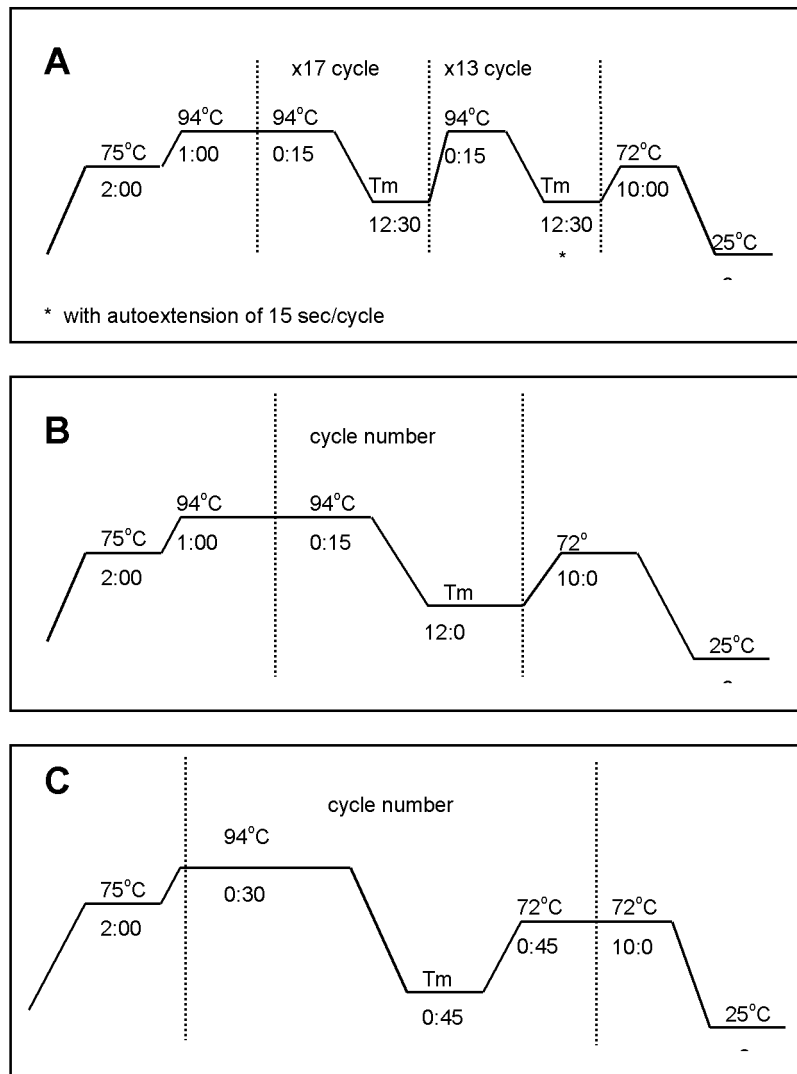 A
x17 cycle x13 cycle
94°C 94°C 94°C
75°C 1:00 0:15 0:15 72°C
2:00 Tm Tm 10:00
12:30 12:30
* 25°C
* with autoextension of 15 sec/cycle
B
cycle number
94°C 94°C
75°C 1:00 0:15 72°
2:00 10:0
Tm
12:0 25°C
C
cycle number
94°C
75°C 0:30 72°C 72°C
2:00 0:45 10:0
Tm
0:45 25°C